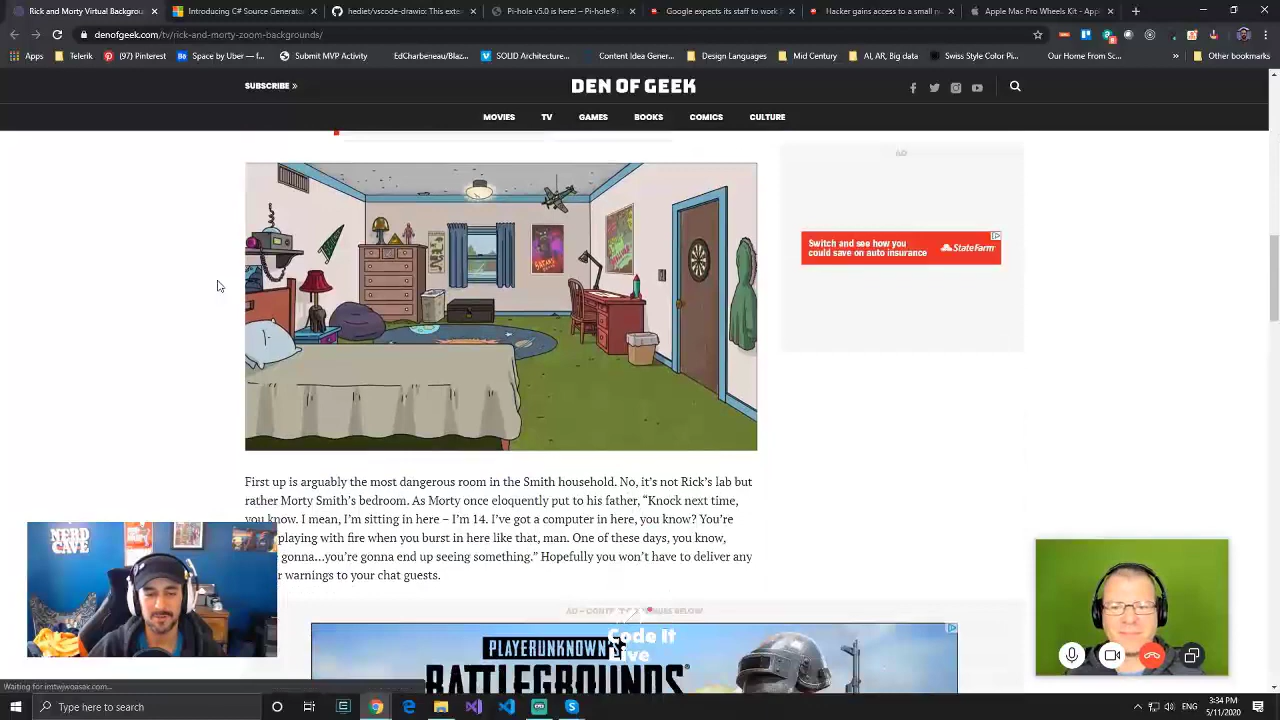 Rick and Morty Virtual Backgroun
Introducing C# Source Generator
hediet/vscode-drawio: This exten
Pi-hole v5.0 is here! – Pi-hole
Google expects its staff to work
Hacker gains access to a small
Apple Mac Pro Wheels Kit - Appl
denofgeek.com/tv/rick-and-morty-zoom-backgrounds/
Apps
Telerik
(97) Pinterest
Space by Uber — f...
Submit MVP Activity
EdCharbeneau/Blaz...
SOLID Architecture...
Content Idea Gener...
Design Languages
Mid Century
AI, AR, Big data
Swiss Style Color Pi...
Our Home From Sc...
»
Other bookmarks
SUBSCRIBE »
DEN OF GEEK
MOVIES
TV
GAMES
BOOKS
COMICS
CULTURE
AD
Switch and see how you
could save on auto insurance
StateFarm
First up is arguably the most dangerous room in the Smith household. No, it's not Rick's lab but
rather Morty Smith's bedroom. As Morty once eloquently put to his father, “Knock next time,
you know. I mean, I'm sitting in here – I'm 14. I've got a computer in here, you know? You're
playing with fire when you burst in here like that, man. One of these days, you know,
gonna…you're gonna end up seeing something.” Hopefully you won't have to deliver any
warnings to your chat guests.
NERD
CAVE
Code It
Live
PLAYERUNKNOWN'S
BATTLEGROUNDS
Waiting for imtwjwoasak.com...
Type here to search
ENG
3:34 PM
5/11/2020